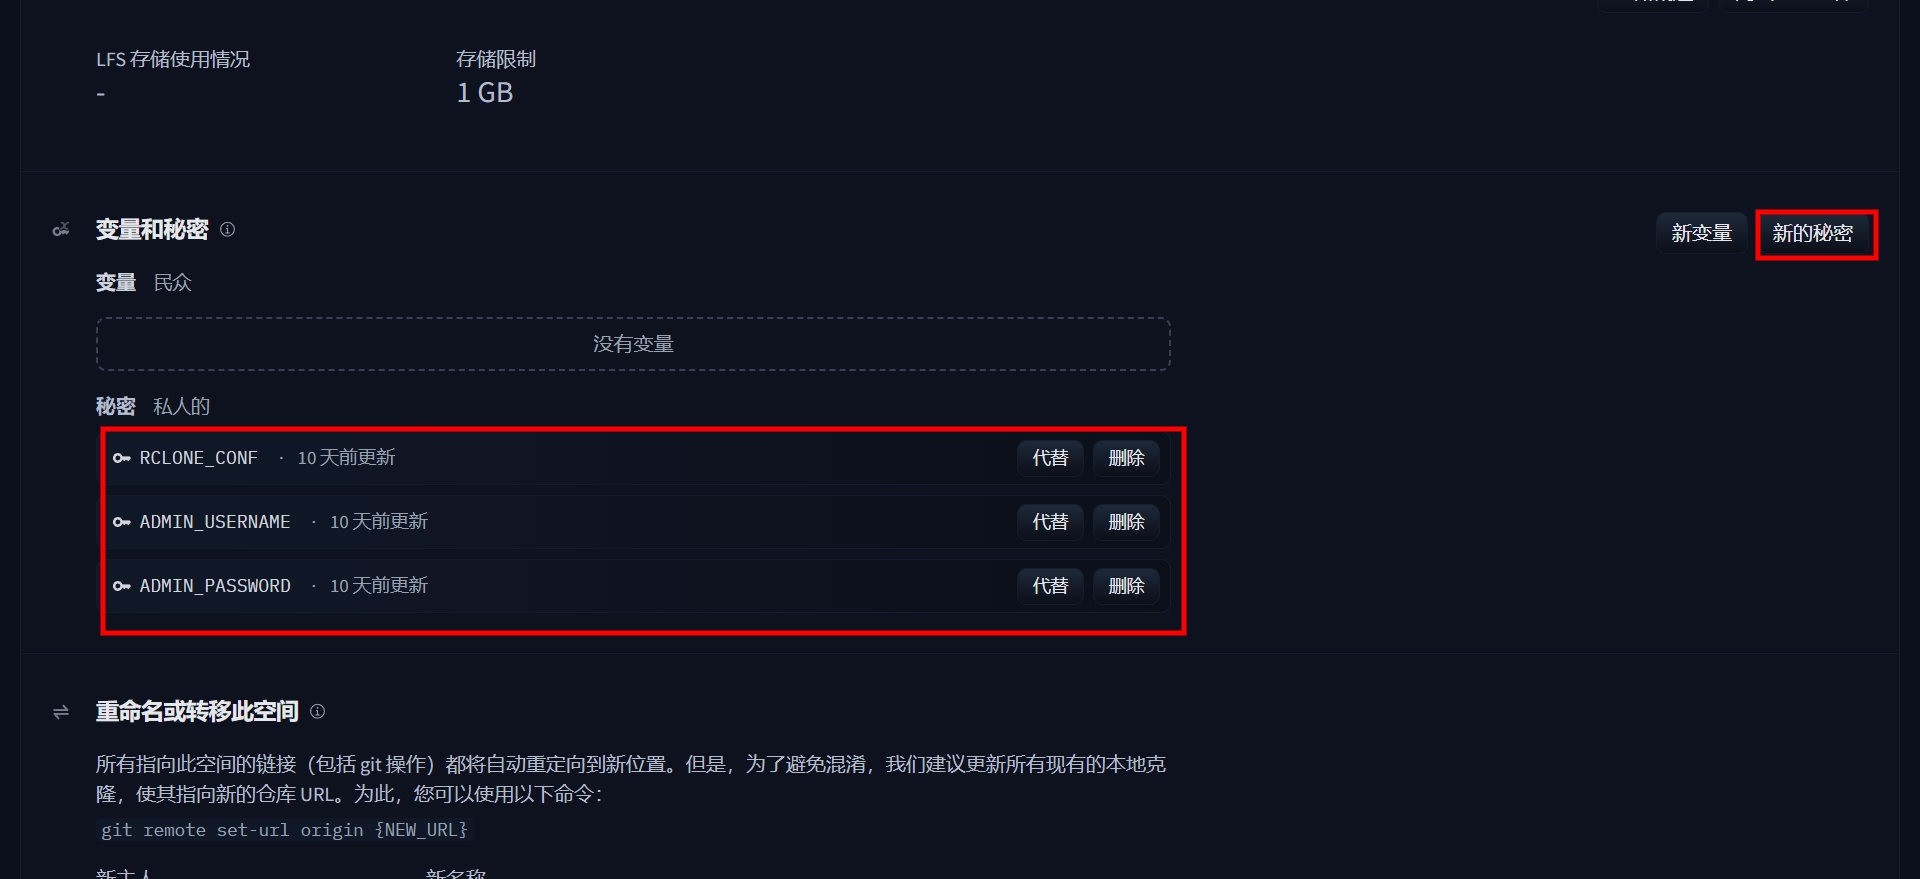 LFS 存储使用情况
存储限制
-
1 GB
变量和秘密
新变量
新的秘密
变量 民众
没有变量
秘密 私人的
RCLONE_CONF · 10 天前更新 代替 删除
ADMIN_USERNAME · 10 天前更新 代替 删除
ADMIN_PASSWORD · 10 天前更新 代替 删除
重命名或转移此空间
所有指向此空间的链接（包括 git 操作）都将自动重定向到新位置。但是，为了避免混淆，我们建议更新所有现有的本地克
隆，使其指向新的仓库 URL。为此，您可以使用以下命令：
git remote set-url origin {NEW_URL}
新主人
新名称